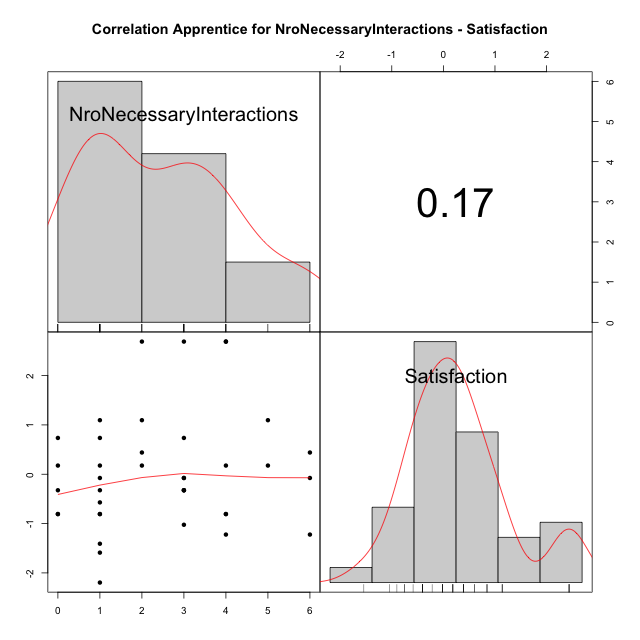 Correlation Apprentice for NroNecessaryInteractions - Satisfaction
-2 -1 0 1 2
NroNecessaryInteractions
0.17
6
5
4
3
2
1
0
Satisfaction
2
1
0
-1
-2
0 1 2 3 4 5 6